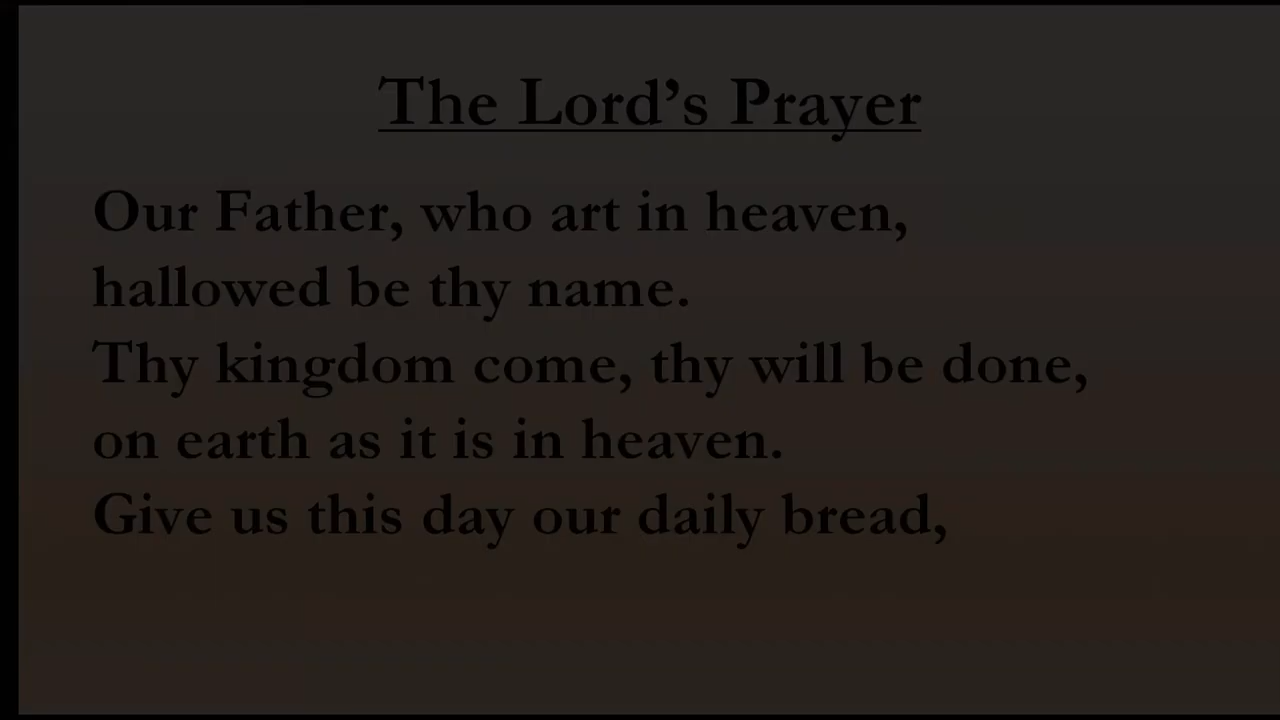 The Lord’s Prayer
Our Father, who art in heaven,
hallowed be thy name.
Thy kingdom come, thy will be done,
on earth as it is in heaven.
Give us this day our daily bread,